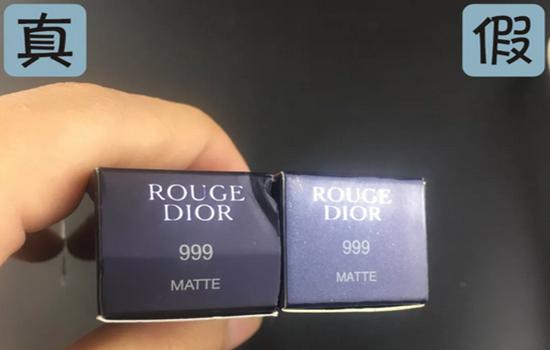 真
假
ROUGE
DIOR
999
MATTE
ROUGE
DIOR
999
MATTE